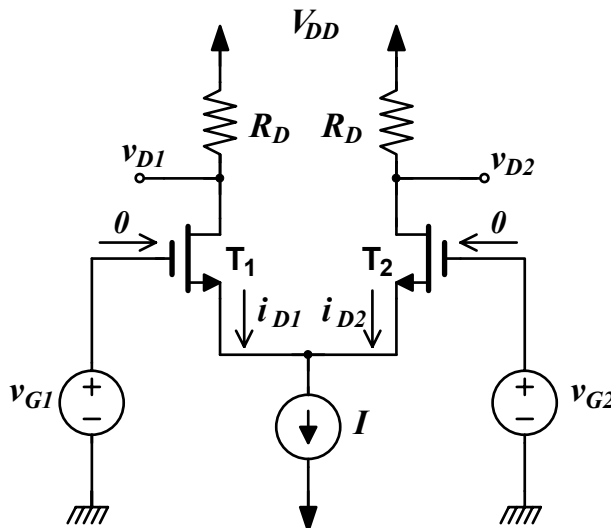 V_DD
R_D R_D
v_D1 v_D2
0 0
T_1 T_2
i_D1 i_D2
v_G1 + − I + − v_G2